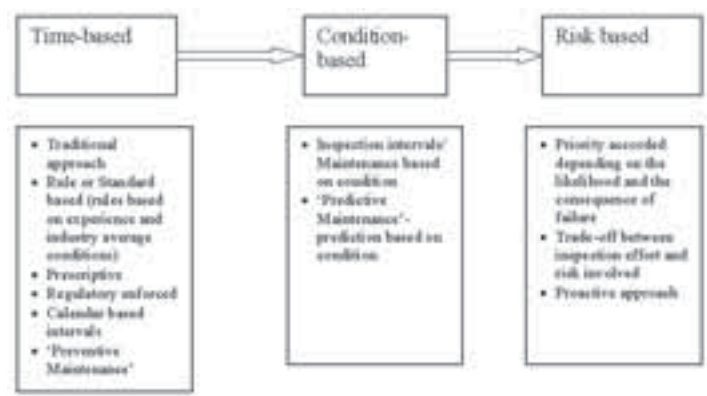 Time-based
Condition-
based
Risk based
• Traditional
approach
• Rule or Standard
based (rules based
on experience and
industry average
conditions)
• Prescriptive
• Regulatory enforced
• Calendar based
intervals
• 'Preventive
Maintenance'
• Inspection intervals'
Maintenance based
on condition
• 'Predictive
Maintenance'-
prediction based on
condition
• Priority accorded
depending on the
likelihood and the
consequence of
failure
• Trade-off between
inspection effort and
risk involved
• Proactive approach